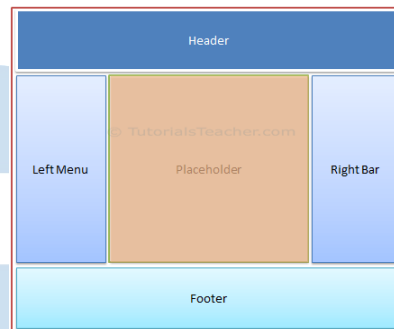 Header
© TutorialsTeacher.com
Left Menu
Placeholder
Right Bar
Footer